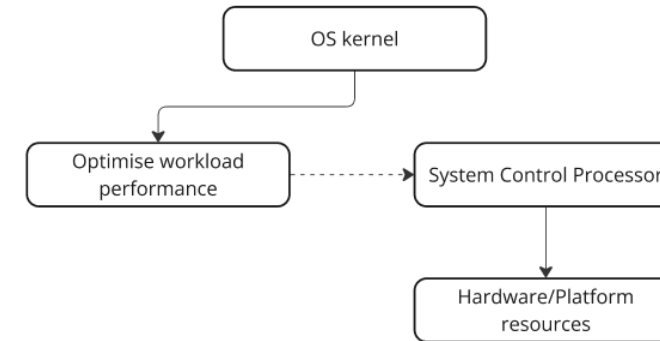 OS kernel
Optimise workload
performance
System Control Processor
Hardware/Platform
resources